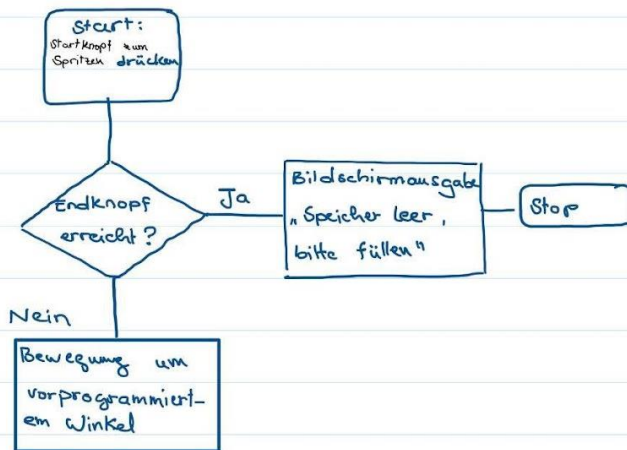 Start:
Startknopf zum
Spritzen drücken
Endknopf
erreicht?
Ja
Bildschirmausgabe
„Speicher leer,
bitte füllen"
Stop
Nein
Bewegung um
vorprogrammiert-
em Winkel